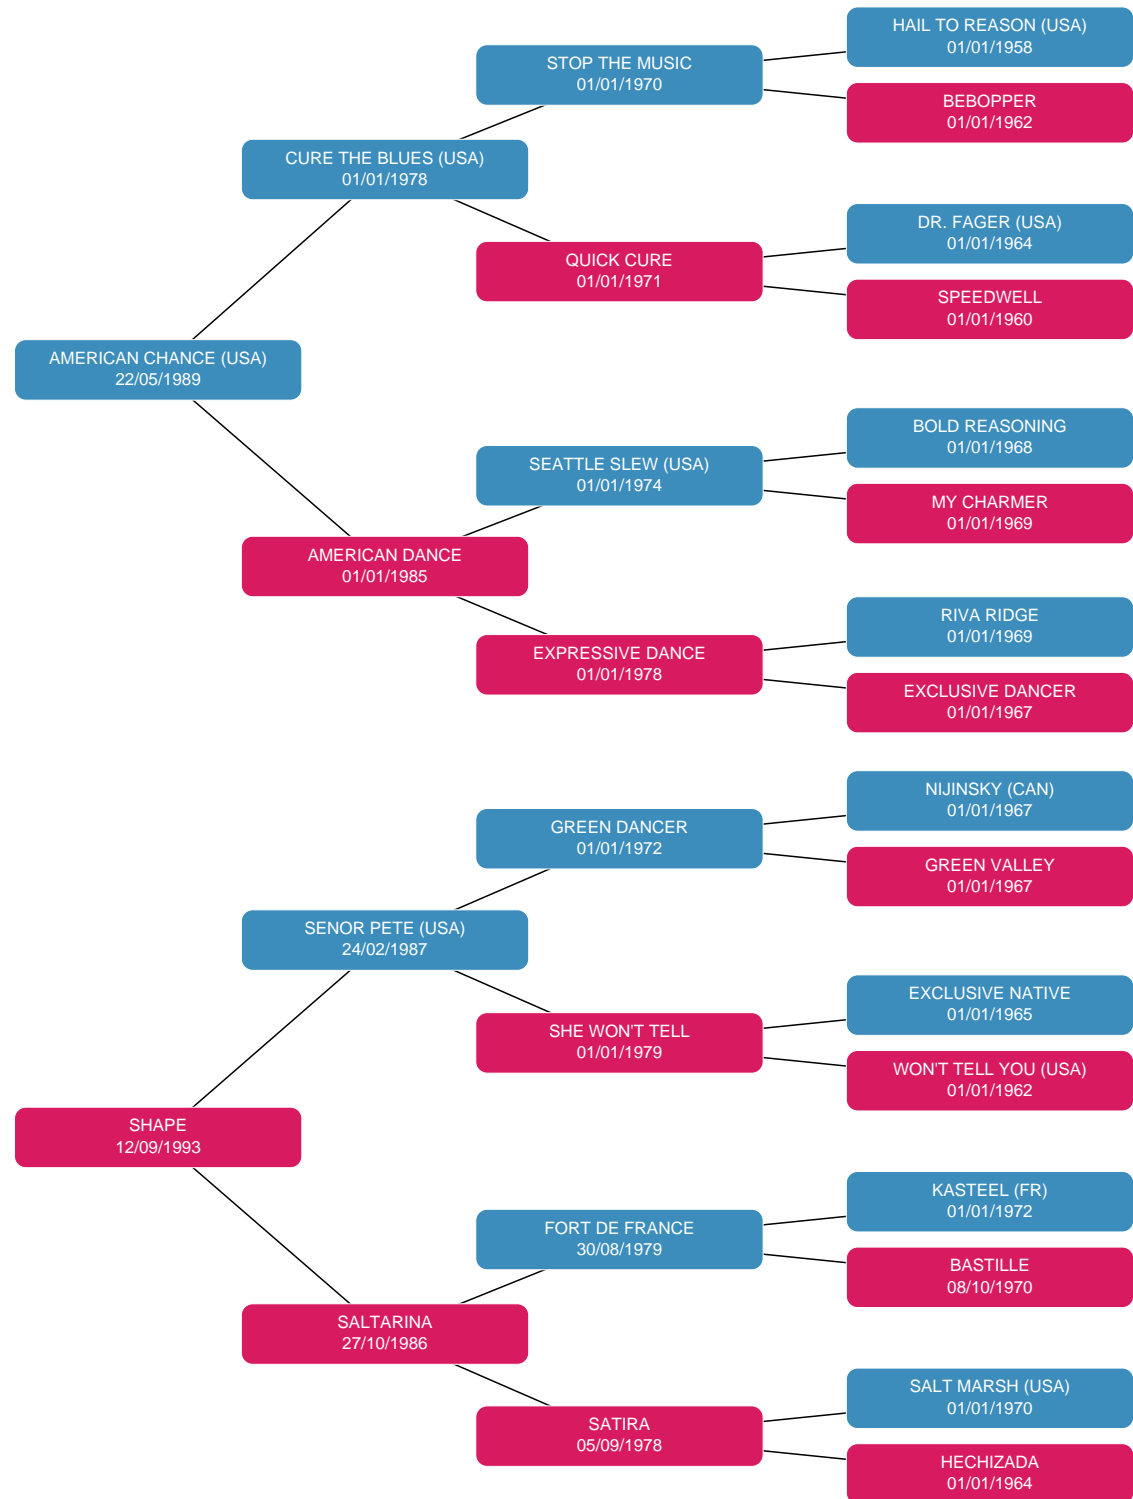 HAIL TO REASON (USA)
01/01/1958
STOP THE MUSIC
01/01/1970
BEBOPPER
01/01/1962
CURE THE BLUES (USA)
01/01/1978
DR. FAGER (USA)
01/01/1964
QUICK CURE
01/01/1971
SPEEDWELL
01/01/1960
AMERICAN CHANCE (USA)
22/05/1989
BOLD REASONING
01/01/1968
SEATTLE SLEW (USA)
01/01/1974
MY CHARMER
01/01/1969
AMERICAN DANCE
01/01/1985
RIVA RIDGE
01/01/1969
EXPRESSIVE DANCE
01/01/1978
EXCLUSIVE DANCER
01/01/1967
NIJINSKY (CAN)
01/01/1967
GREEN DANCER
01/01/1972
GREEN VALLEY
01/01/1967
SENOR PETE (USA)
24/02/1987
EXCLUSIVE NATIVE
01/01/1965
SHE WON'T TELL
01/01/1979
WON'T TELL YOU (USA)
01/01/1962
SHAPE
12/09/1993
KASTEEL (FR)
01/01/1972
FORT DE FRANCE
30/08/1979
BASTILLE
08/10/1970
SALTARINA
27/10/1986
SALT MARSH (USA)
01/01/1970
SATIRA
05/09/1978
HECHIZADA
01/01/1964